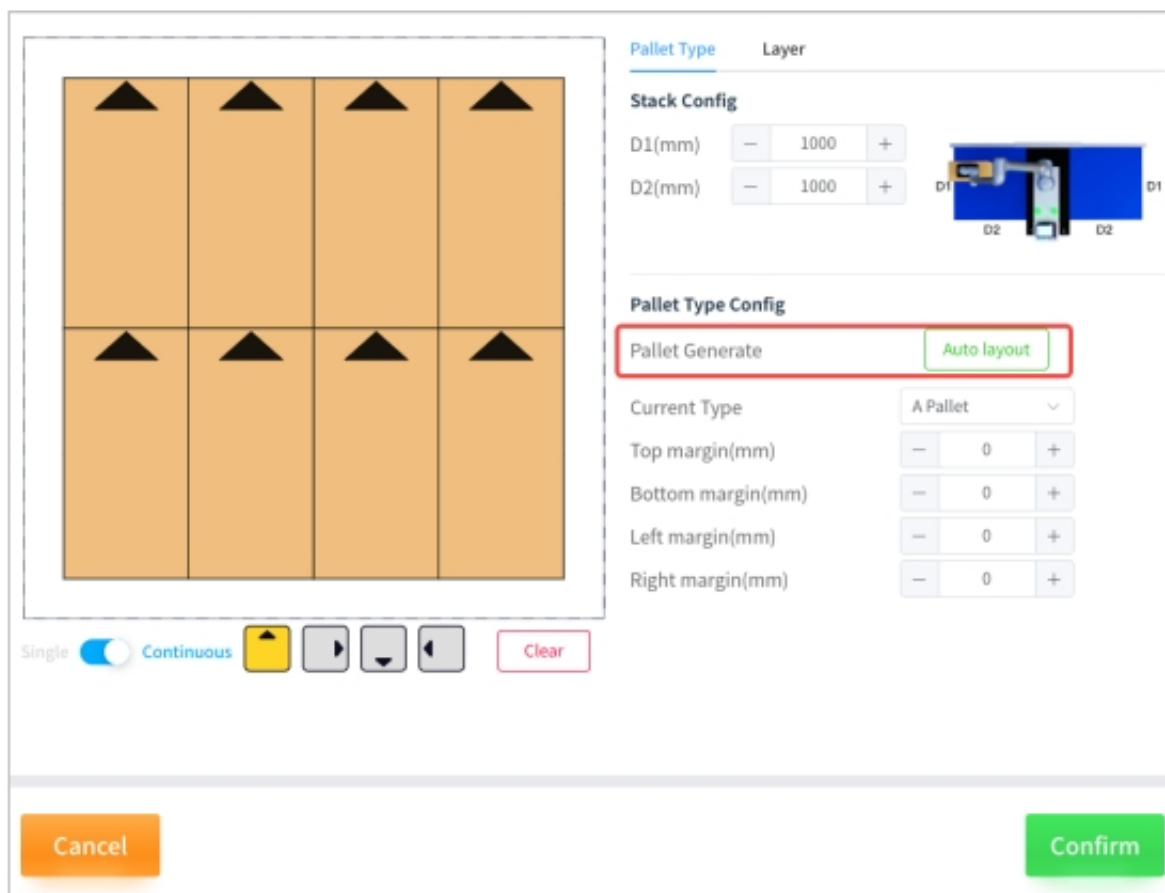 Pallet Type Layer
Stack Config
D1(mm) − 1000 +
D2(mm) − 1000 +
D1 D1
D2 D2
Pallet Type Config
Pallet Generate Auto layout
Current Type A Pallet
Top margin(mm) − 0 +
Bottom margin(mm) − 0 +
Left margin(mm) − 0 +
Right margin(mm) − 0 +
Single Continuous Clear
Cancel Confirm